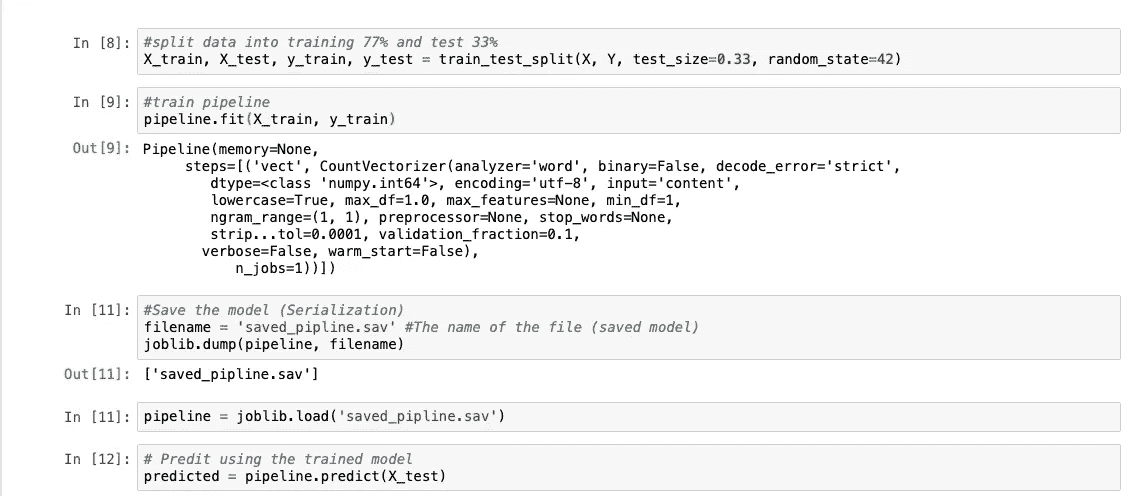 In [8]: #split data into training 77% and test 33%
X_train, X_test, y_train, y_test = train_test_split(X, Y, test_size=0.33, random_state=42)
In [9]: #train pipeline
pipeline.fit(X_train, y_train)
Out[9]: Pipeline(memory=None,
steps=[('vect', CountVectorizer(analyzer='word', binary=False, decode_error='strict',
dtype=<class 'numpy.int64'>, encoding='utf-8', input='content',
lowercase=True, max_df=1.0, max_features=None, min_df=1,
ngram_range=(1, 1), preprocessor=None, stop_words=None,
strip...tol=0.0001, validation_fraction=0.1,
verbose=False, warm_start=False),
n_jobs=1))])
In [11]: #Save the model (Serialization)
filename = 'saved_pipline.sav' #The name of the file (saved model)
joblib.dump(pipeline, filename)
Out[11]: ['saved_pipline.sav']
In [11]: pipeline = joblib.load('saved_pipline.sav')
In [12]: # Predit using the trained model
predicted = pipeline.predict(X_test)